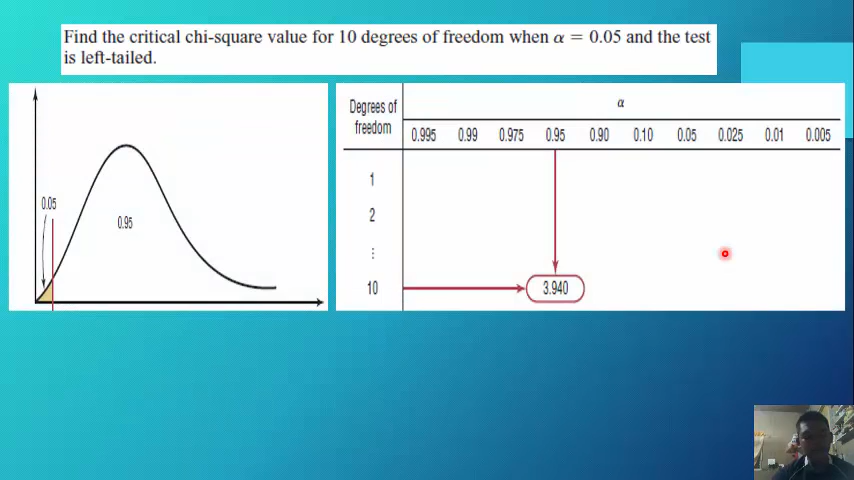 Find the critical chi-square value for 10 degrees of freedom when α = 0.05 and the test
is left-tailed.
0.05
0.95
Degrees of
freedom
α
0.995 0.99 0.975 0.95 0.90 0.10 0.05 0.025 0.01 0.005
1
2
⋮
10 3.940